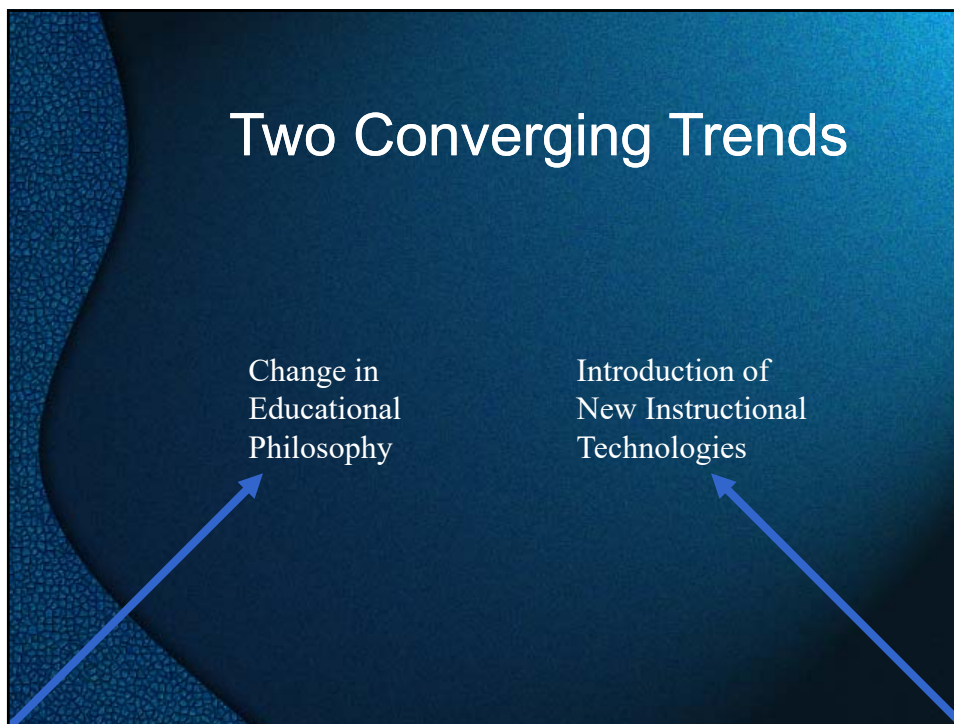 Two Converging Trends
Change in
Educational
Philosophy
Introduction of
New Instructional
Technologies